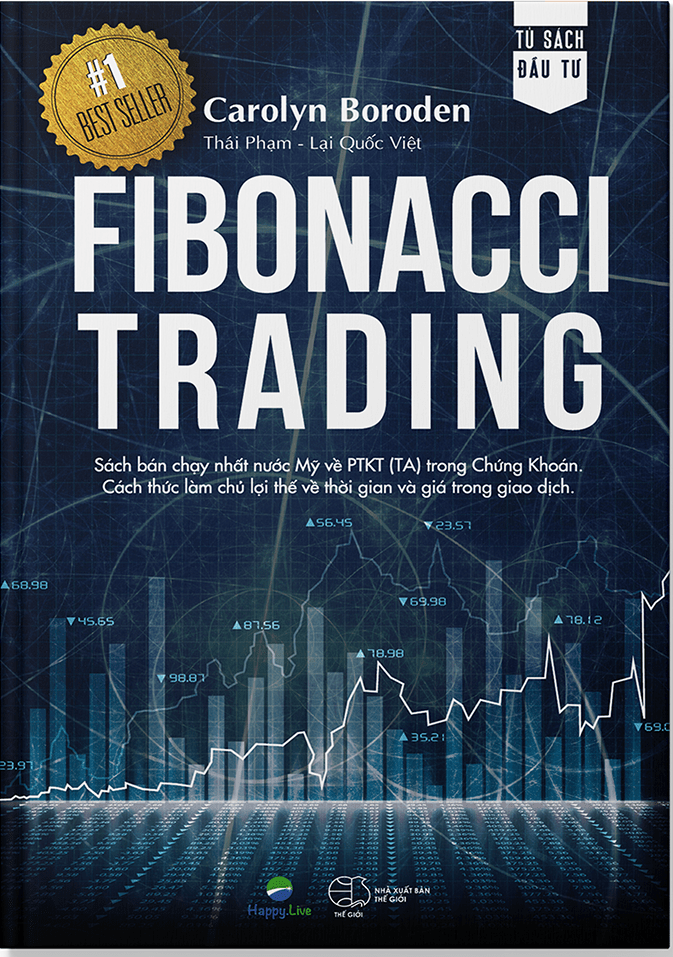 #1
BEST SELLER
TỦ SÁCH
ĐẦU TƯ
Carolyn Boroden
Thái Phạm - Lại Quốc Việt
FIBONACCI
TRADING
Sách bán chạy nhất nước Mỹ về PTKT (TA) trong Chứng Khoán.
Cách thức làm chủ lợi thế về thời gian và giá trong giao dịch.
▲56.45
▼23.57
▲68.98
▼45.65
▲87.56
▼69.98
▲78.12
▲78.98
▼98.87
▲35.21
▼69.0
23.97
Happy.Live
THẾ GIỚI
NHÀ XUẤT BẢN
THẾ GIỚI